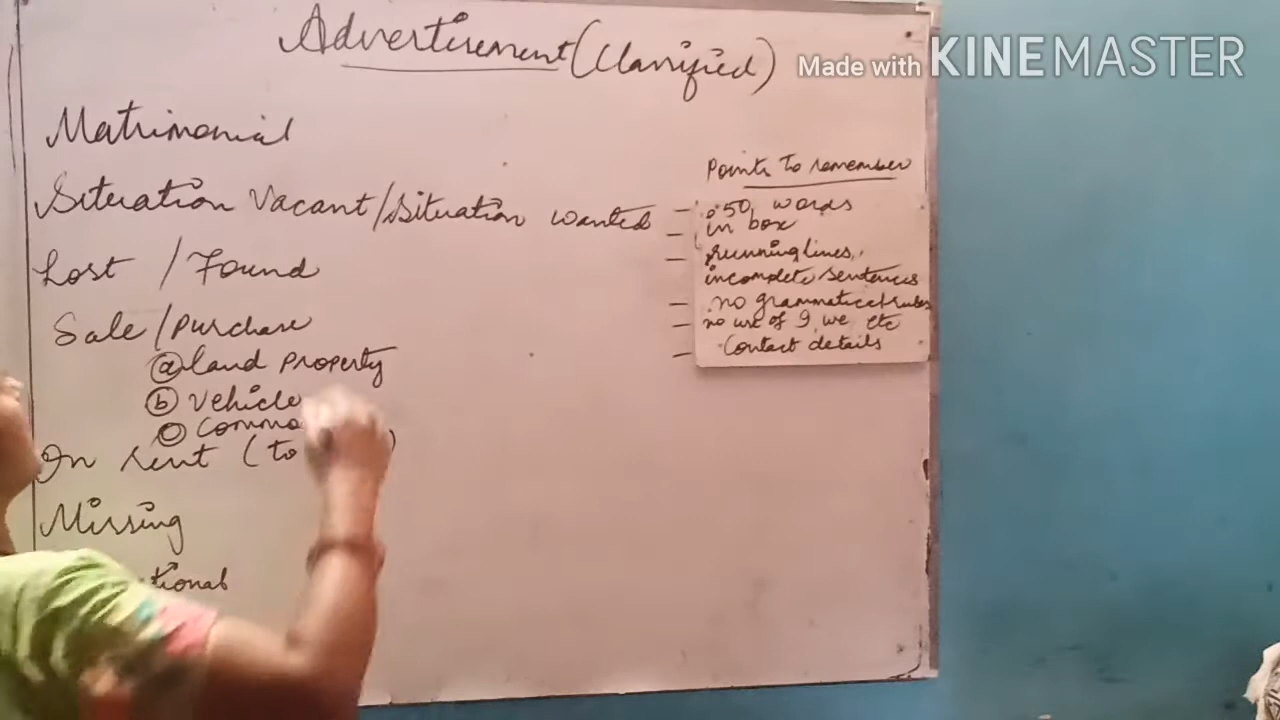 Advertisement (Classified)
Made with KINEMASTER
Matrimonial
Situation Vacant/Situation wanted
Lost / Found
Sale/Purchase
(a) land property
(b) Vehicle
(c)
On rent (to )
Missing
Points To remember
- 50 words
- in box
- running lines,
incomplete sentences
- no grammatical rules
- no use of I, we etc
- Contact details